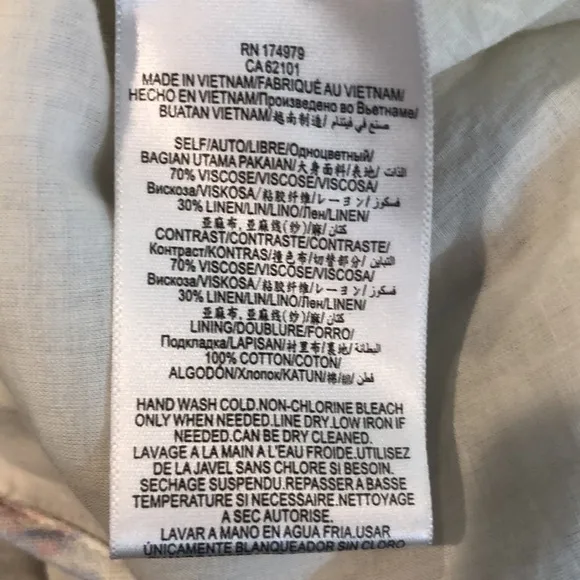 RN 174979
CA 62101
MADE IN VIETNAM/FABRIQUÉ AU VIETNAM/
HECHO EN VIETNAM/Произведено во Вьетнаме/
BUATAN VIETNAM/越南制造/ صنع في فيتنام/
SELF/AUTO/LIBRE/Одноцветный/
BAGIAN UTAMA PAKAIAN/大身面料/表地/ الذات/
70% VISCOSE/VISCOSE/VISCOSA/
Вискоза/VISKOSA/粘胶纤维/レーヨン/ فسكوز/
30% LINEN/LIN/LINO/Лен/LINEN/
亚麻布, 亚麻线(纱)/麻/ كتان/
CONTRAST/CONTRASTE/CONTRASTE/
Контраст/KONTRAS/撞色布/切替部分/ التباين/
70% VISCOSE/VISCOSE/VISCOSA/
Вискоза/VISKOSA/粘胶纤维/レーヨン/ فسكوز/
30% LINEN/LIN/LINO/Лен/LINEN/
亚麻布, 亚麻线(纱)/麻/ كتان/
LINING/DOUBLURE/FORRO/
Подкладка/LAPISAN/衬里布/裏地/ البطانة/
100% COTTON/COTON/
ALGODÓN/Хлопок/KATUN/棉/綿/ قطن/
HAND WASH COLD.NON-CHLORINE BLEACH
ONLY WHEN NEEDED.LINE DRY.LOW IRON IF
NEEDED.CAN BE DRY CLEANED.
LAVAGE A LA MAIN A L'EAU FROIDE.UTILISEZ
DE LA JAVEL SANS CHLORE SI BESOIN.
SECHAGE SUSPENDU.REPASSER A BASSE
TEMPERATURE SI NECESSAIRE.NETTOYAGE
A SEC AUTORISE.
LAVAR A MANO EN AGUA FRIA.USAR
ÚNICAMENTE BLANQUEADOR SIN CLORO